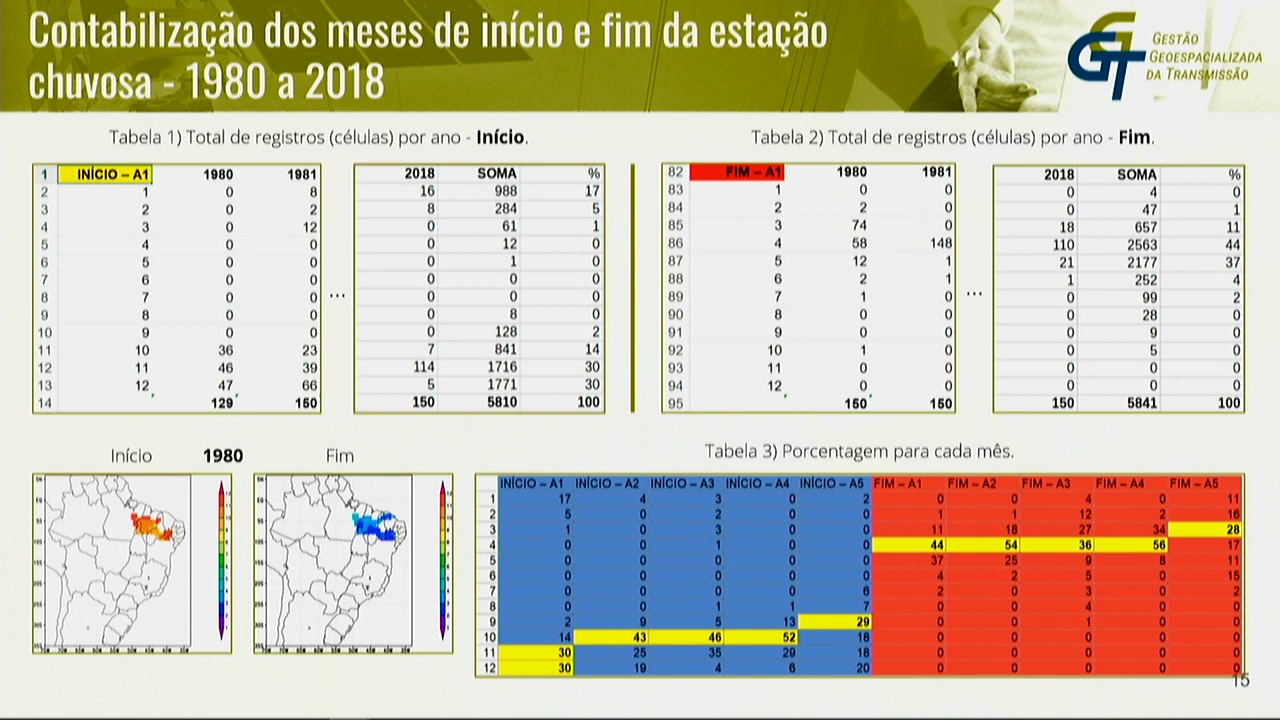 Contabilização dos meses de início e fim da estação
chuvosa - 1980 a 2018
GT
GESTÃO
GEOESPACIALIZADA
DA TRANSMISSÃO
Tabela 1) Total de registros (células) por ano - Início.
1 INÍCIO – A1 1980 1981
2 1 0 8
3 2 0 2
4 3 0 12
5 4 0 0
6 5 0 0
7 6 0 0
8 7 0 0
9 8 0 0
10 9 0 0
11 10 36 23
12 11 46 39
13 12 47 66
14 129 150
...
2018 SOMA %
16 988 17
8 284 5
0 61 1
0 12 0
0 1 0
0 0 0
0 0 0
0 8 0
0 128 2
7 841 14
114 1716 30
5 1771 30
150 5810 100
Tabela 2) Total de registros (células) por ano - Fim.
82 FIM – A1 1980 1981
83 1 0 0
84 2 2 0
85 3 74 0
86 4 58 148
87 5 12 1
88 6 2 1
89 7 1 0
90 8 0 0
91 9 0 0
92 10 1 0
93 11 0 0
94 12 0 0
95 150 150
...
2018 SOMA %
0 4 0
0 47 1
18 657 11
110 2563 44
21 2177 37
1 252 4
0 99 2
0 28 0
0 9 0
0 5 0
0 0 0
0 0 0
150 5841 100
Início 1980 Fim
Tabela 3) Porcentagem para cada mês.
INÍCIO – A1 INÍCIO – A2 INÍCIO – A3 INÍCIO – A4 INÍCIO – A5 FIM – A1 FIM – A2 FIM – A3 FIM – A4 FIM – A5
1 17 4 3 0 2 0 0 4 0 11
2 5 0 2 0 0 1 1 12 2 16
3 1 0 3 0 0 11 18 27 34 28
4 0 0 1 0 0 44 54 36 56 17
5 0 0 0 0 0 37 25 9 8 11
6 0 0 0 0 0 4 2 5 0 15
7 0 0 0 0 6 2 0 3 0 2
8 0 0 1 1 7 0 0 4 0 0
9 2 9 5 13 29 0 0 1 0 0
10 14 43 46 52 18 0 0 0 0 0
11 30 25 35 29 18 0 0 0 0 0
12 30 19 4 6 20 0 0 0 0 0
15